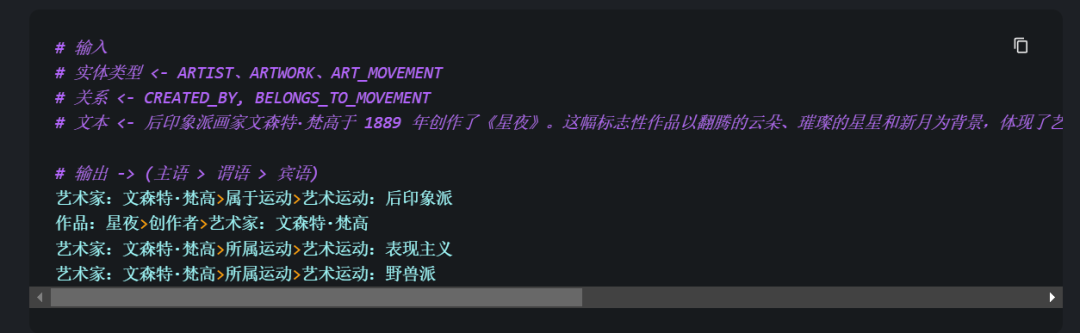 # 输入
# 实体类型 <- ARTIST、ARTWORK、ART_MOVEMENT
# 关系 <- CREATED_BY, BELONGS_TO_MOVEMENT
# 文本 <- 后印象派画家文森特·梵高于 1889 年创作了《星夜》。这幅标志性作品以翻腾的云朵、璀璨的星星和新月为背景，体现了艺
# 输出 -> (主语 > 谓语 > 宾语)
艺术家: 文森特·梵高>属于运动>艺术运动: 后印象派
作品: 星夜>创作者>艺术家: 文森特·梵高
艺术家: 文森特·梵高>所属运动>艺术运动: 表现主义
艺术家: 文森特·梵高>所属运动>艺术运动: 野兽派